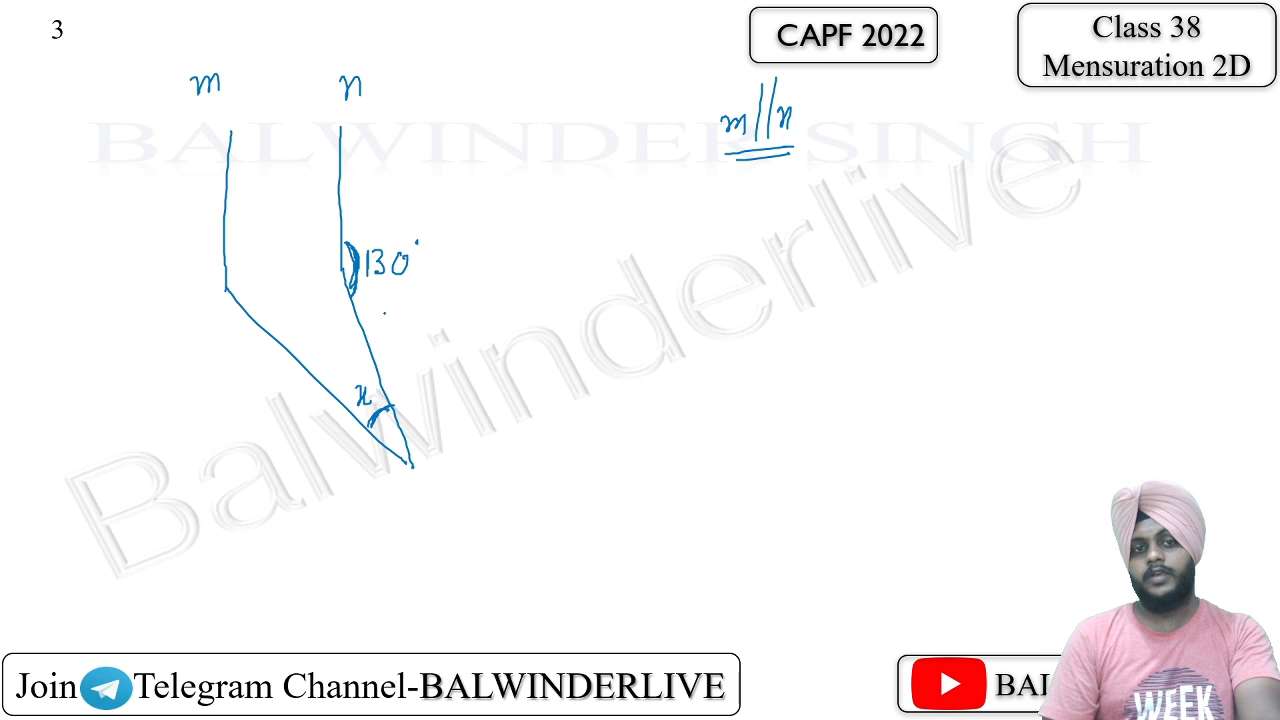 3
CAPF 2022
Class 38
Mensuration 2D
m
n
m || n
BALWINDER SINGH
130°
x
Balwinderlive
Join Telegram Channel-BALWINDERLIVE
BAL
WEEK